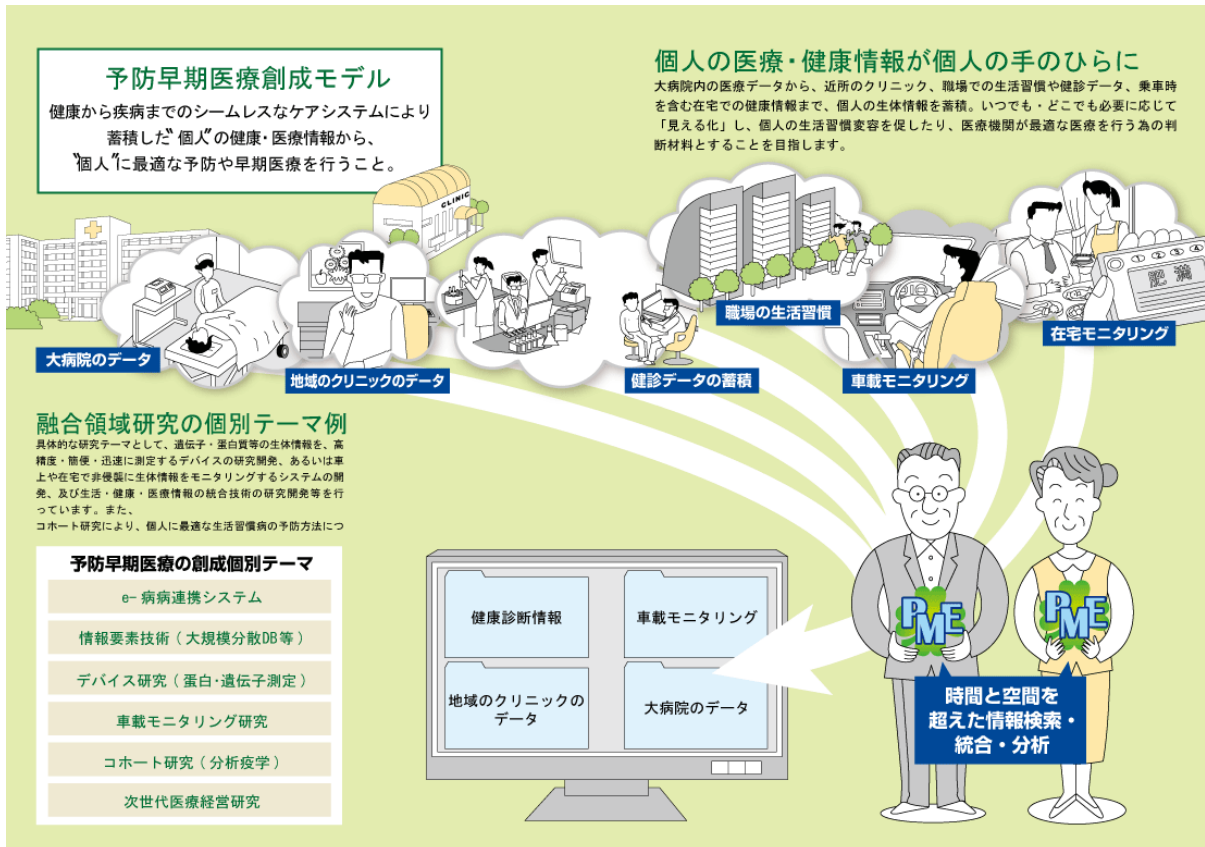 予防早期医療創成モデル
健康から疾病までのシームレスなケアシステムにより
蓄積した〝個人〟の健康・医療情報から、
〝個人〟に最適な予防や早期医療を行うこと。
個人の医療・健康情報が個人の手のひらに
大病院内の医療データから、近所のクリニック、職場での生活習慣や健診データ、乗車時
を含む在宅での健康情報まで、個人の生体情報を蓄積。いつでも・どこでも必要に応じて
「見える化」し、個人の生活習慣変容を促したり、医療機関が最適な医療を行う為の判
断材料とすることを目指します。
CLINIC
1 2 3 4
肥満
大病院のデータ
地域のクリニックのデータ
健診データの蓄積
職場の生活習慣
車載モニタリング
在宅モニタリング
融合領域研究の個別テーマ例
具体的な研究テーマとして、遺伝子・蛋白質等の生体情報を、高
精度・簡便・迅速に測定するデバイスの研究開発、あるいは車
上や在宅で非侵襲に生体情報をモニタリングするシステムの開
発、及び生活・健康・医療情報の統合技術の研究開発等を行
っています。また、
コホート研究により、個人に最適な生活習慣病の予防方法につ
予防早期医療の創成個別テーマ
e- 病病連携システム
情報要素技術（大規模分散DB等）
デバイス研究（蛋白・遺伝子測定）
車載モニタリング研究
コホート研究（分析疫学）
次世代医療経営研究
健康診断情報
車載モニタリング
地域のクリニックの
データ
大病院のデータ
PME
PME
時間と空間を
超えた情報検索・
統合・分析